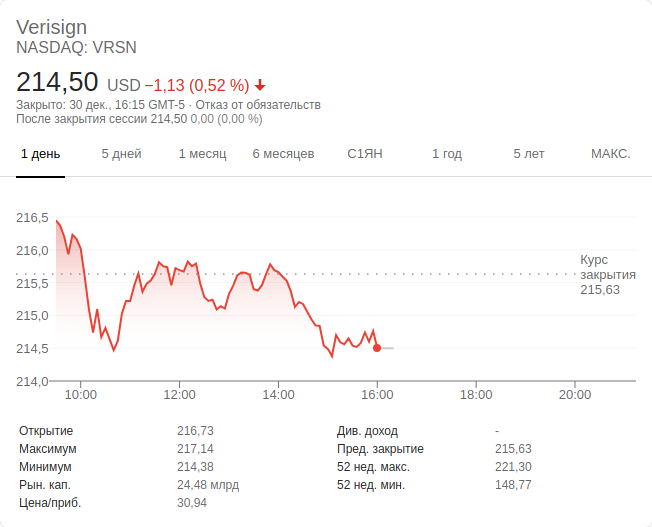 Verisign
NASDAQ: VRSN
214,50 USD −1,13 (0,52 %)
Закрыто: 30 дек., 16:15 GMT-5 · Отказ от обязательств
После закрытия сессии 214,50 0,00 (0,00 %)
1 день 5 дней 1 месяц 6 месяцев С1ЯН 1 год 5 лет МАКС.
216,5
216,0
215,5
215,0
214,5
214,0
Курс
закрытия
215,63
10:00 12:00 14:00 16:00 18:00 20:00
Открытие 216,73 Див. доход -
Максимум 217,14 Пред. закрытие 215,63
Минимум 214,38 52 нед. макс. 221,30
Рын. кап. 24,48 млрд 52 нед. мин. 148,77
Цена/приб. 30,94